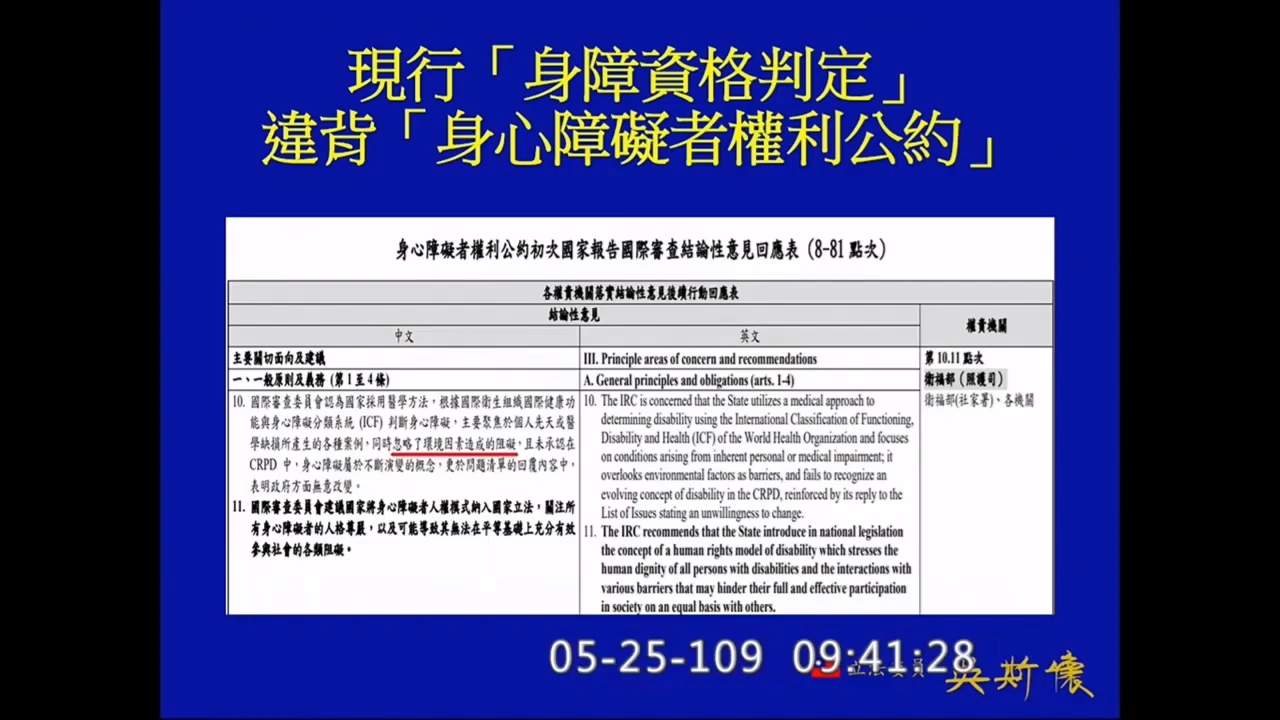 現行「身障資格判定」
違背「身心障礙者權利公約」
身心障礙者權利公約初次國家報告國際審查結論性意見回應表 (8-81 點次)
各權責機關落實結論性意見後續行動回應表
結論性意見
權責機關
中文
英文
主要關切面向及建議
III. Principle areas of concern and recommendations
第 10.11 點次
一、一般原則及義務 (第 1 至 4 條)
A. General principles and obligations (arts. 1-4)
衛福部 (照護司)
衛福部(社家署)、各機關
10. 國際審查委員會認為國家採用醫學方法，根據國際衛生組織國際健康功
能與身心障礙分類系統 (ICF) 判斷身心障礙，主要聚焦於個人先天或醫
學缺損所產生的各種案例，同時忽略了環境因素造成的阻礙，且未承認在
CRPD 中，身心障礙屬於不斷演變的概念，更於問題清單的回覆內容中，
表明政府方面無意改變。
10. The IRC is concerned that the State utilizes a medical approach to
determining disability using the International Classification of Functioning,
Disability and Health (ICF) of the World Health Organization and focuses
on conditions arising from inherent personal or medical impairment; it
overlooks environmental factors as barriers, and fails to recognize an
evolving concept of disability in the CRPD, reinforced by its reply to the
List of Issues stating an unwillingness to change.
11. 國際審查委員會建議國家將身心障礙者人權模式納入國家立法，關注所
有身心障礙者的人格尊嚴，以及可能導致其無法在平等基礎上充分有效
參與社會的各類阻礙。
11. The IRC recommends that the State introduce in national legislation
the concept of a human rights model of disability which stresses the
human dignity of all persons with disabilities and the interactions with
various barriers that may hinder their full and effective participation
in society on an equal basis with others.
05-25-109 09:41:28
立法委員 吳斯懷